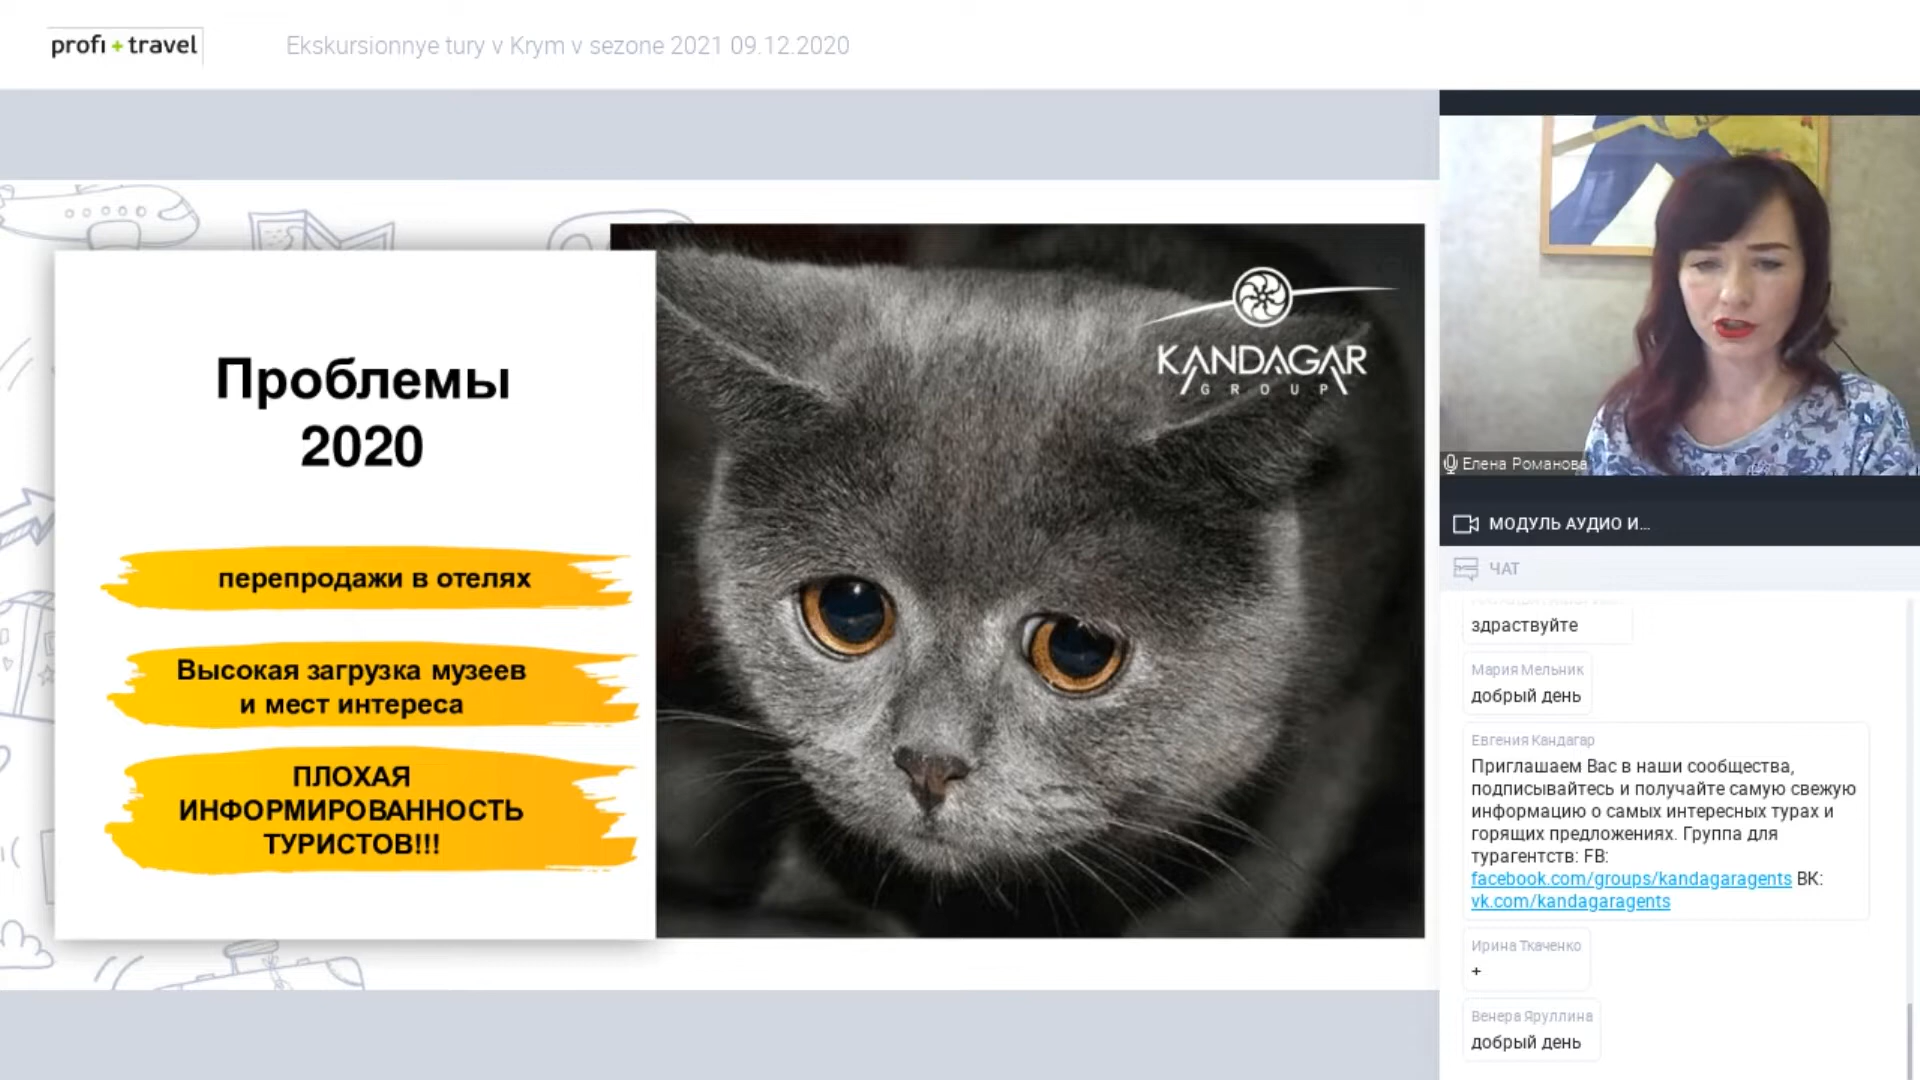 profi + travel
Ekskursionnye tury v Krym v sezone 2021 09.12.2020
Проблемы
2020
перепродажи в отелях
Высокая загрузка музеев
и мест интереса
ПЛОХАЯ
ИНФОРМИРОВАННОСТЬ
ТУРИСТОВ!!!
KANDAGAR
GROUP
Елена Романова
МОДУЛЬ АУДИО И...
ЧАТ
здраствуйте
Мария Мельник
добрый день
Евгения Кандагар
Приглашаем Вас в наши сообщества,
подписывайтесь и получайте самую свежую
информацию о самых интересных турах и
горящих предложениях. Группа для
турагентств: FB:
facebook.com/groups/kandagaragents ВК:
vk.com/kandagaragents
Ирина Ткаченко
+
Венера Яруллина
добрый день